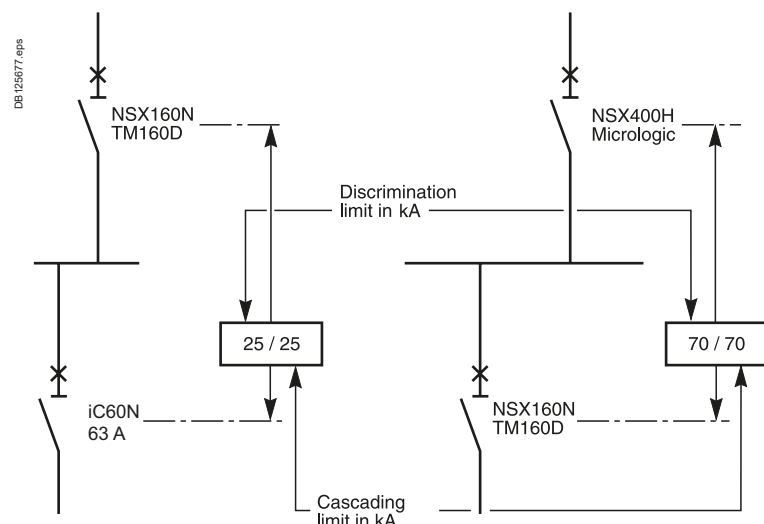 DB125677.eps
NSX160N
TM160D
NSX400H
Micrologic
Discrimination
limit in kA
25 / 25
70 / 70
iC60N
63 A
NSX160N
TM160D
Cascading
limit in kA